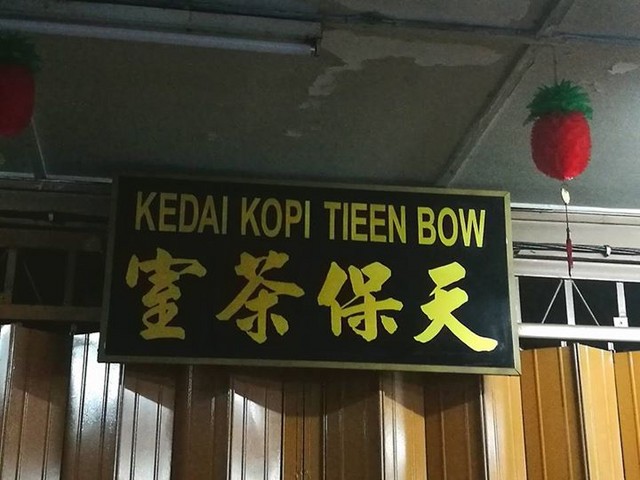 KEDAI KOPI TIEEN BOW
天保茶室